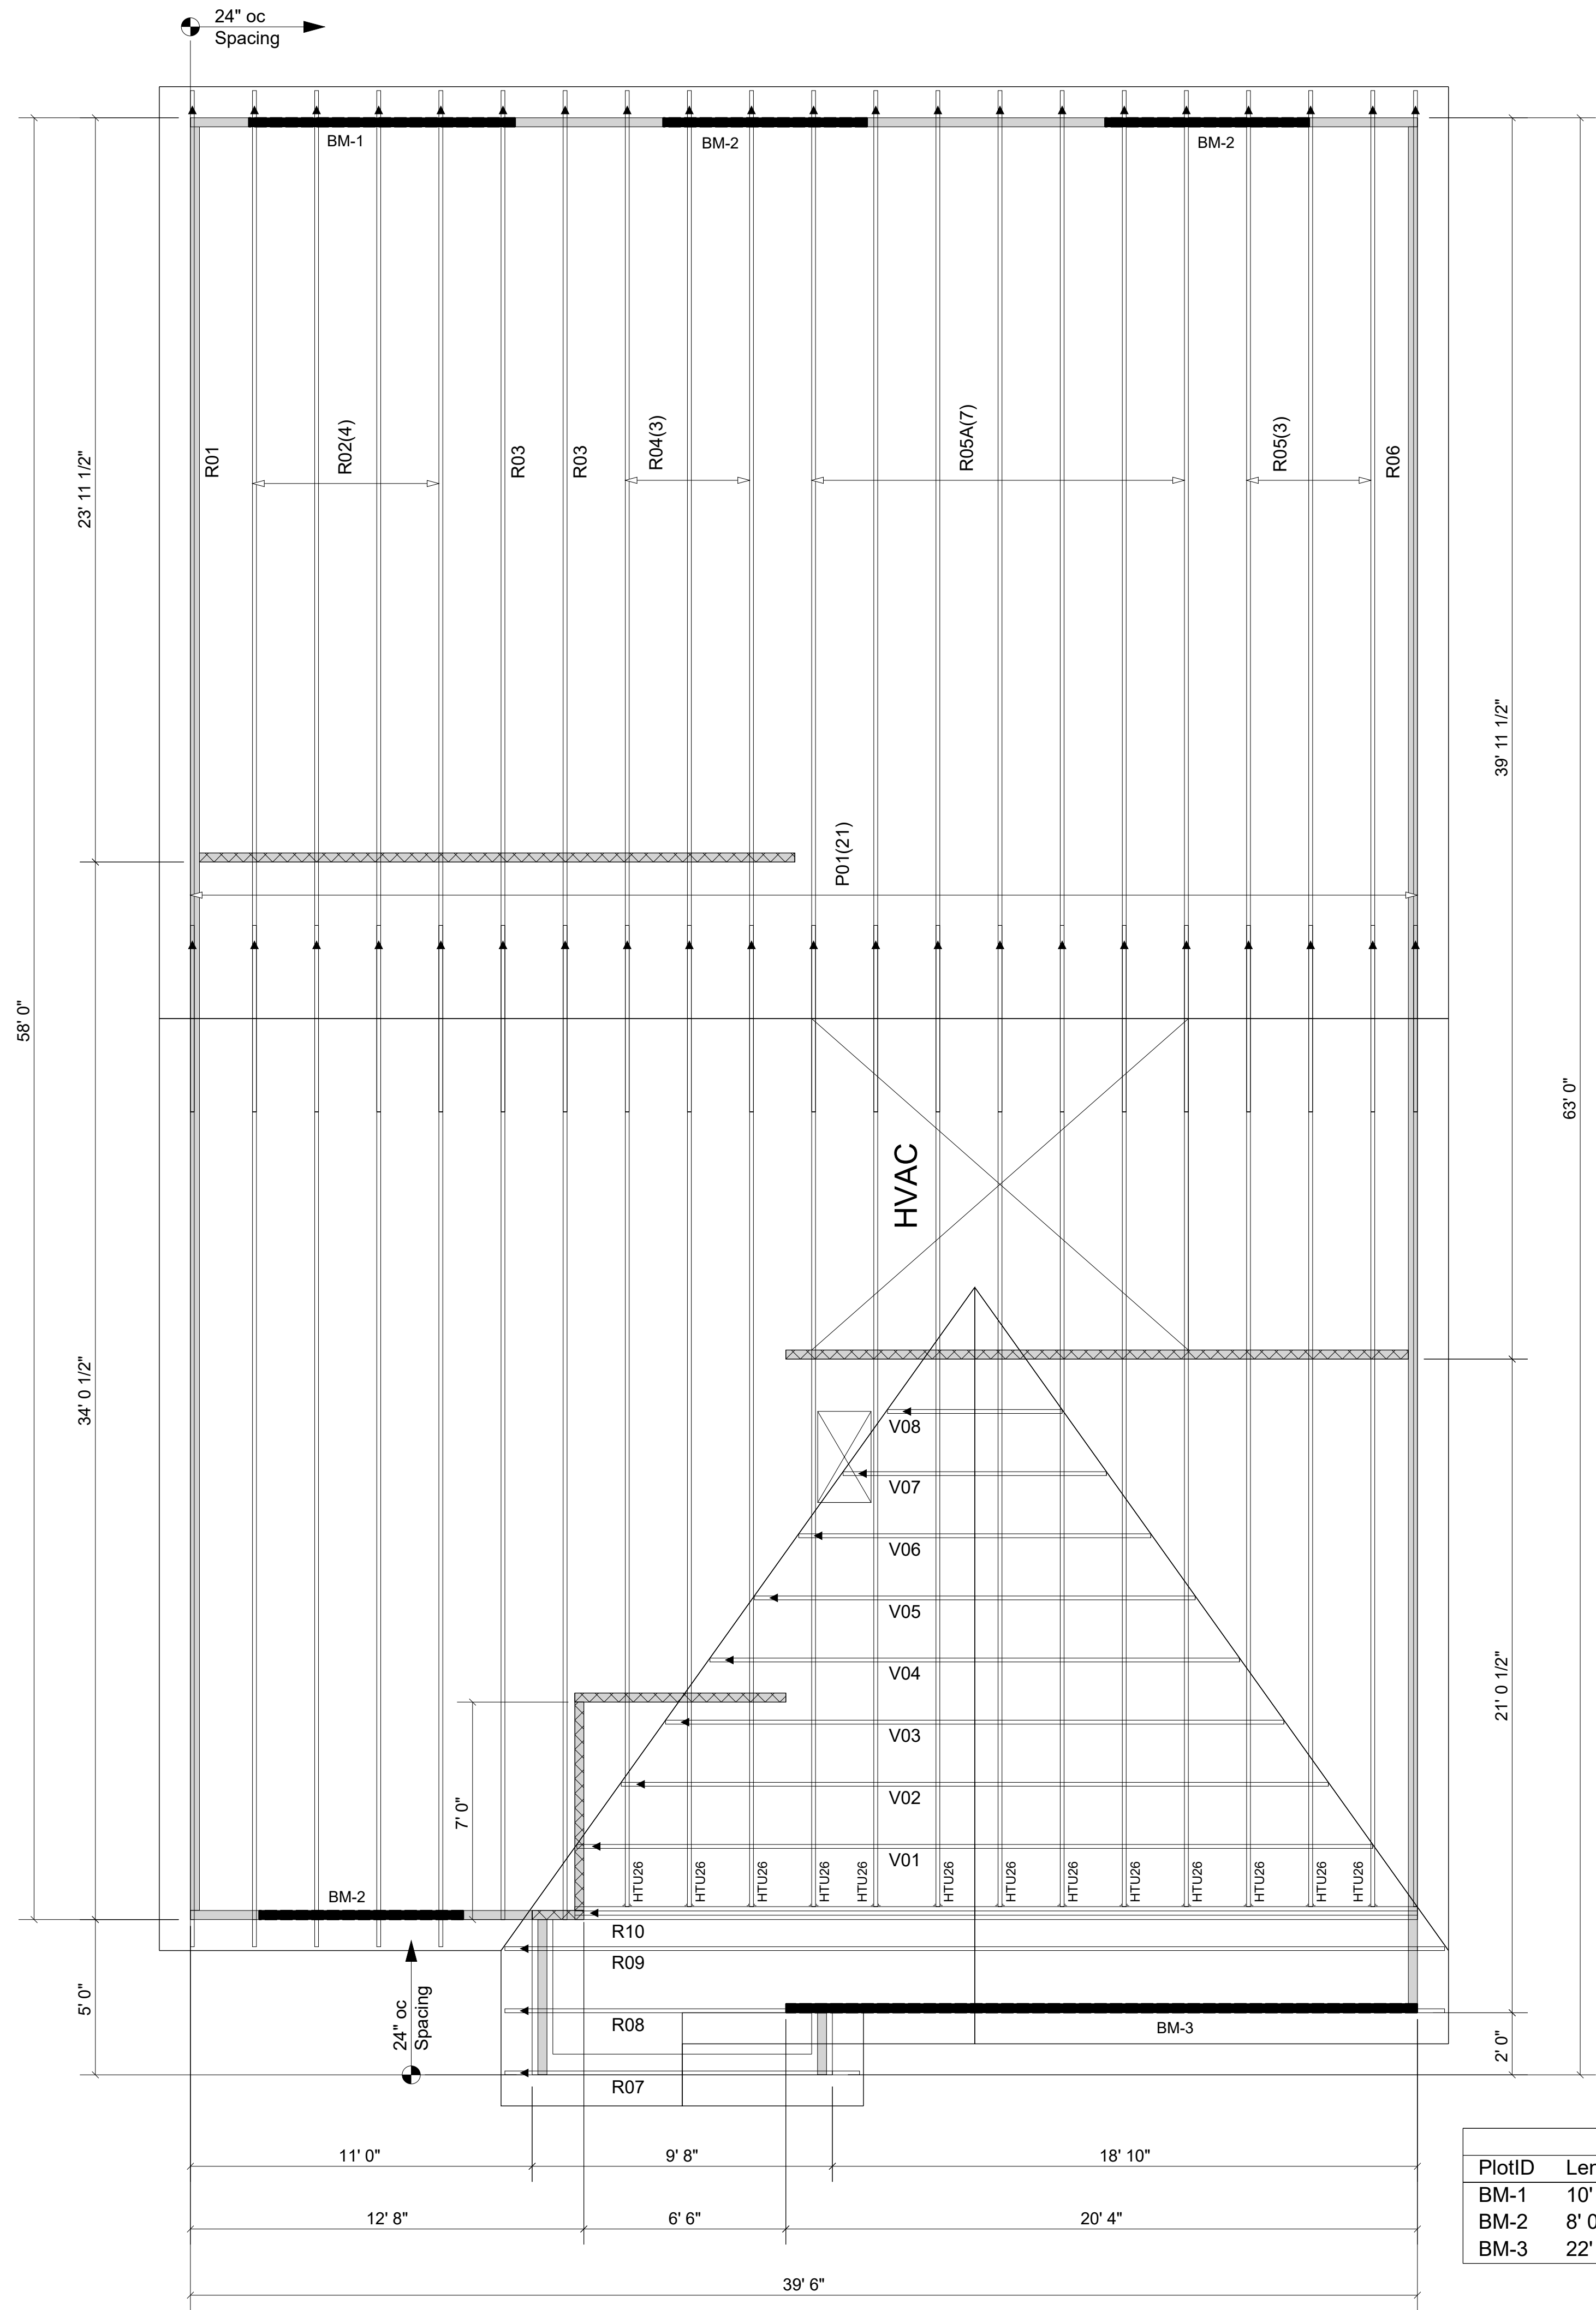 24" oc
Spacing
BM-1
BM-2
BM-2
R01
R02(4)
R03
R03
R04(3)
R05A(7)
R05(3)
R06
23' 11 1/2"
39' 11 1/2"
P01(21)
58' 0"
63' 0"
HVAC
34' 0 1/2"
21' 0 1/2"
V08
V07
V06
V05
V04
V03
V02
V01
7' 0"
HTU26
HTU26
HTU26
HTU26
HTU26
HTU26
HTU26
HTU26
HTU26
HTU26
HTU26
HTU26
HTU26
BM-2
R10
R09
R08
R07
BM-3
5' 0"
24" oc
Spacing
2' 0"
11' 0"
9' 8"
18' 10"
12' 8"
6' 6"
20' 4"
39' 6"
PlotID
BM-1 10'
BM-2 8'
BM-3 22'